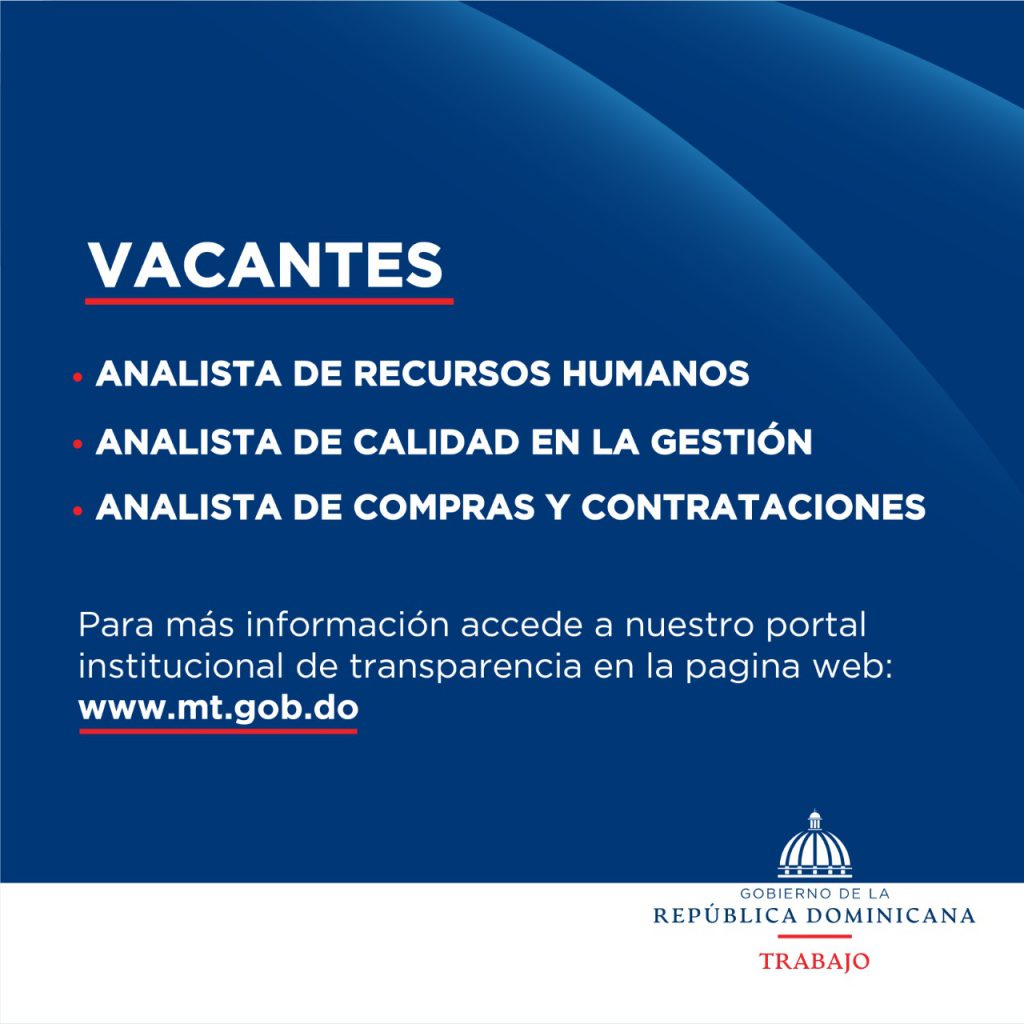 VACANTES
• ANALISTA DE RECURSOS HUMANOS
• ANALISTA DE CALIDAD EN LA GESTIÓN
• ANALISTA DE COMPRAS Y CONTRATACIONES
Para más información accede a nuestro portal
institucional de transparencia en la pagina web:
www.mt.gob.do
GOBIERNO DE LA
REPÚBLICA DOMINICANA
TRABAJO